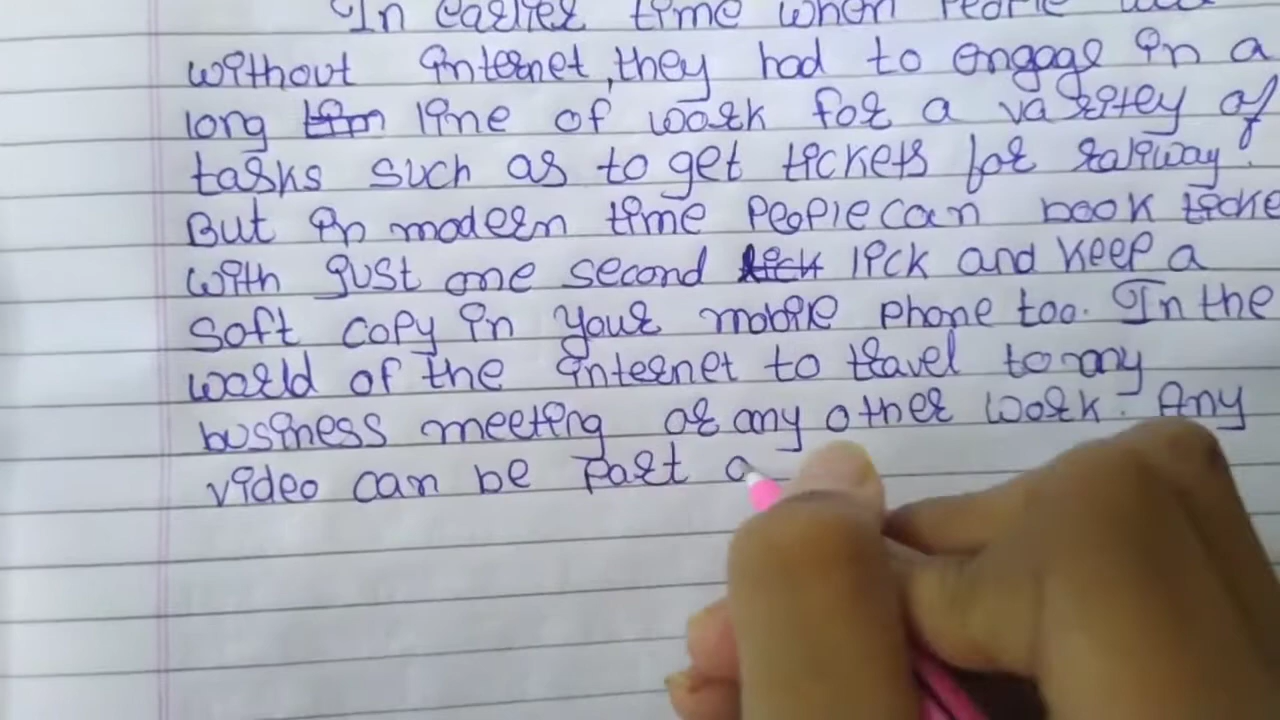 In earlier time when People
without internet, they had to engage in a
long line of work for a varitey of
tasks such as to get tickets for raliway.
But in modern time People can book ticke
with just one second lick and keep a
soft copy in your mobile phone too. In the
world of the internet to travel to any
business meeting or any other work. Any
video can be Part o